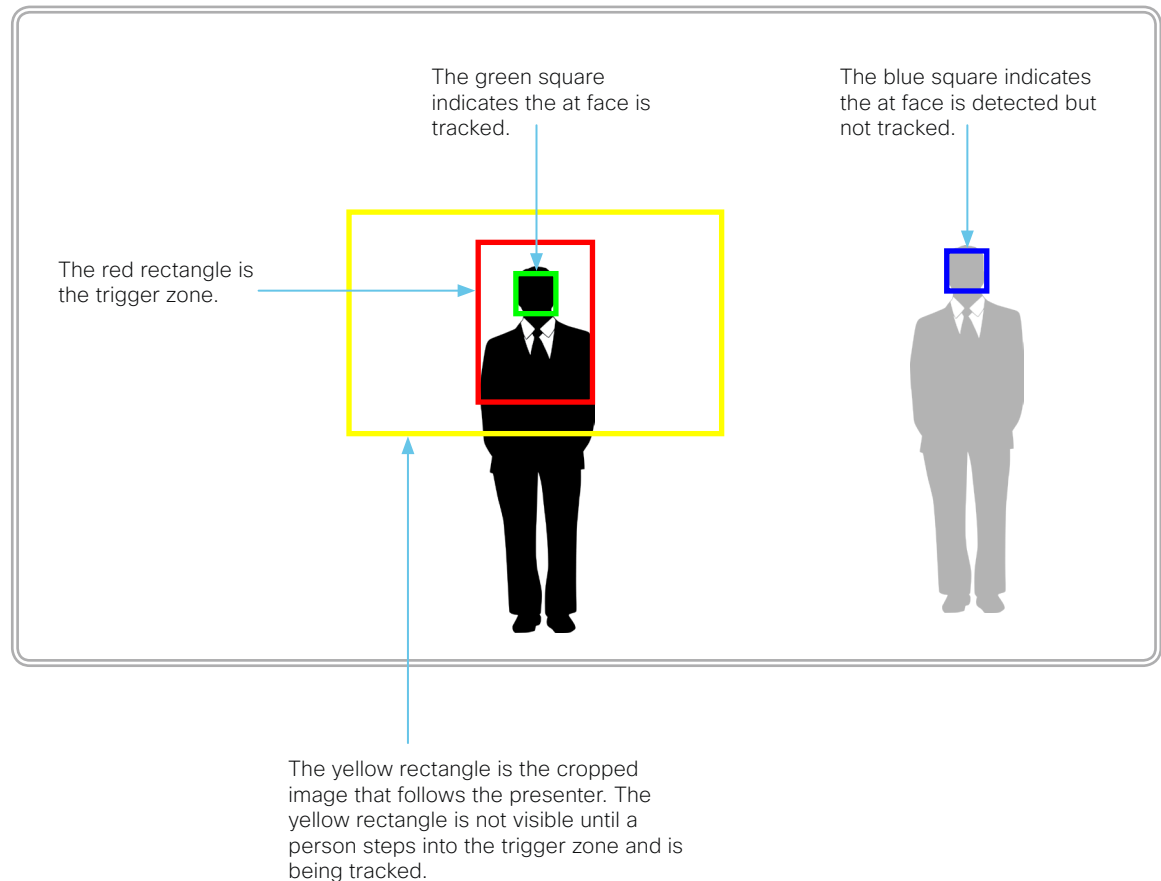 The green square
indicates the at face is
tracked.
The blue square indicates
the at face is detected but
not tracked.
The red rectangle is
the trigger zone.
The yellow rectangle is the cropped
image that follows the presenter. The
yellow rectangle is not visible until a
person steps into the trigger zone and is
being tracked.